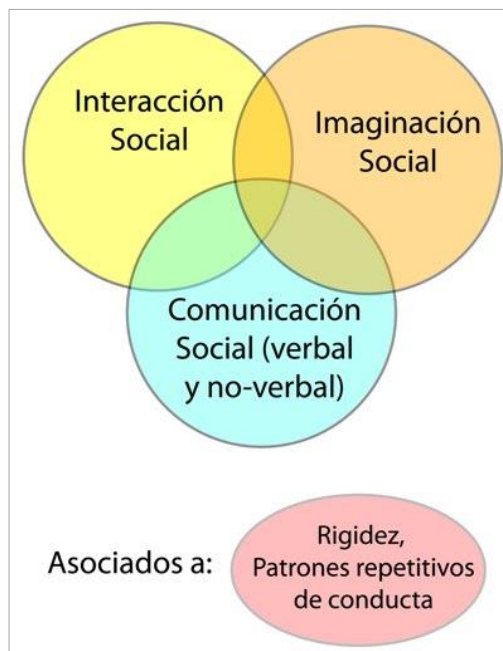 Interacción
Social
Imaginación
Social
Comunicación
Social (verbal
y no-verbal)
Asociados a:
Rigidez,
Patrones repetitivos
de conducta